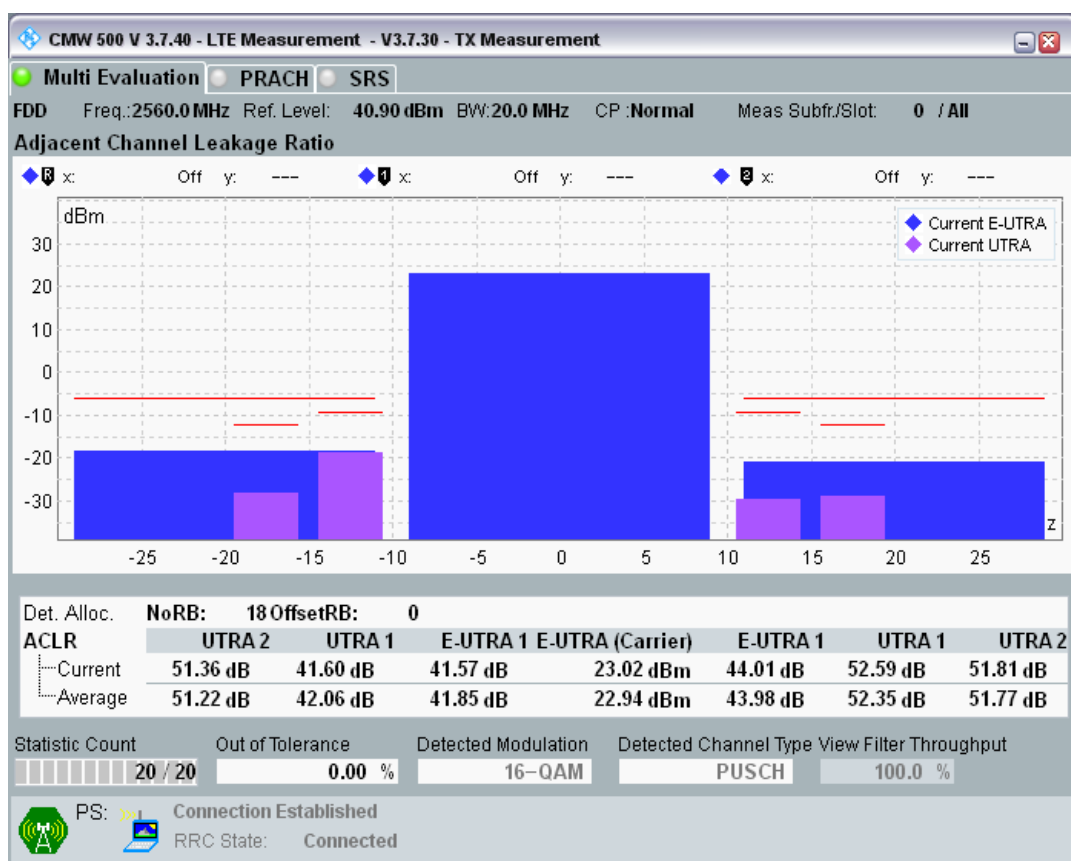 CMW 500 V 3.7.40 - LTE Measurement - V3.7.30 - TX Measurement
Multi Evaluation PRACH SRS
FDD Freq.:2560.0 MHz Ref. Level: 40.90 dBm BW:20.0 MHz CP :Normal Meas Subfr./Slot: 0 / All
Adjacent Channel Leakage Ratio
R x: Off y: --- 1 x: Off y: --- 2 x: Off y: ---
dBm
Current E-UTRA
Current UTRA
30
20
10
0
-10
-20
-30
z
-25 -20 -15 -10 -5 0 5 10 15 20 25
Det. Alloc. NoRB: 18 OffsetRB: 0
ACLR UTRA 2 UTRA 1 E-UTRA 1 E-UTRA (Carrier) E-UTRA 1 UTRA 1 UTRA 2
Current 51.36 dB 41.60 dB 41.57 dB 23.02 dBm 44.01 dB 52.59 dB 51.81 dB
Average 51.22 dB 42.06 dB 41.85 dB 22.94 dBm 43.98 dB 52.35 dB 51.77 dB
Statistic Count Out of Tolerance Detected Modulation Detected Channel Type View Filter Throughput
20 / 20 0.00 % 16-QAM PUSCH 100.0 %
PS: Connection Established
RRC State: Connected